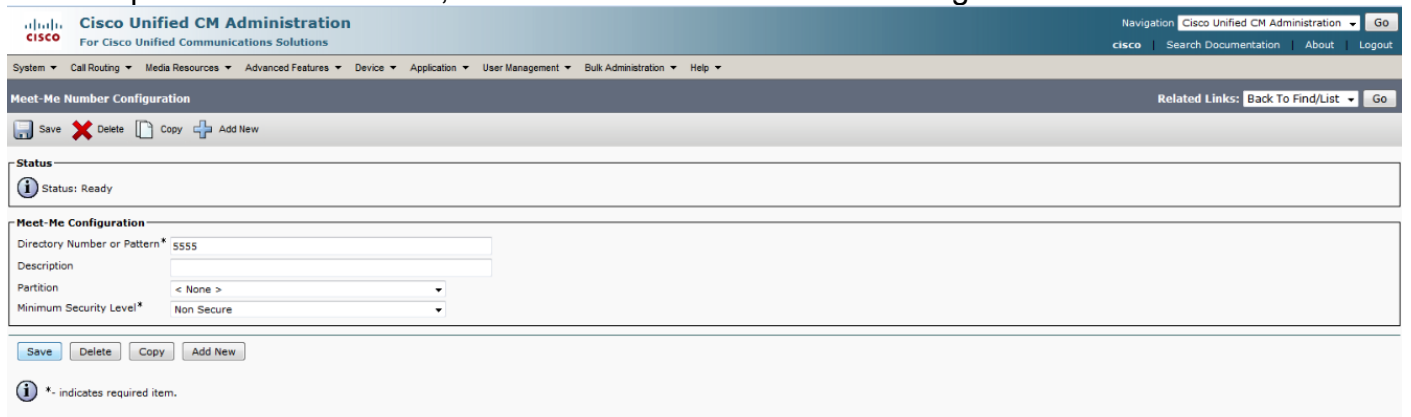 Cisco Unified CM Administration
For Cisco Unified Communications Solutions
CISCO
Navigation Cisco Unified CM Administration Go
cisco | Search Documentation | About | Logout
System Call Routing Media Resources Advanced Features Device Application User Management Bulk Administration Help
Meet-Me Number Configuration
Related Links: Back To Find/List Go
Save Delete Copy Add New
Status
Status: Ready
Meet-Me Configuration
Directory Number or Pattern* 5555
Description
Partition < None >
Minimum Security Level* Non Secure
Save Delete Copy Add New
*- indicates required item.